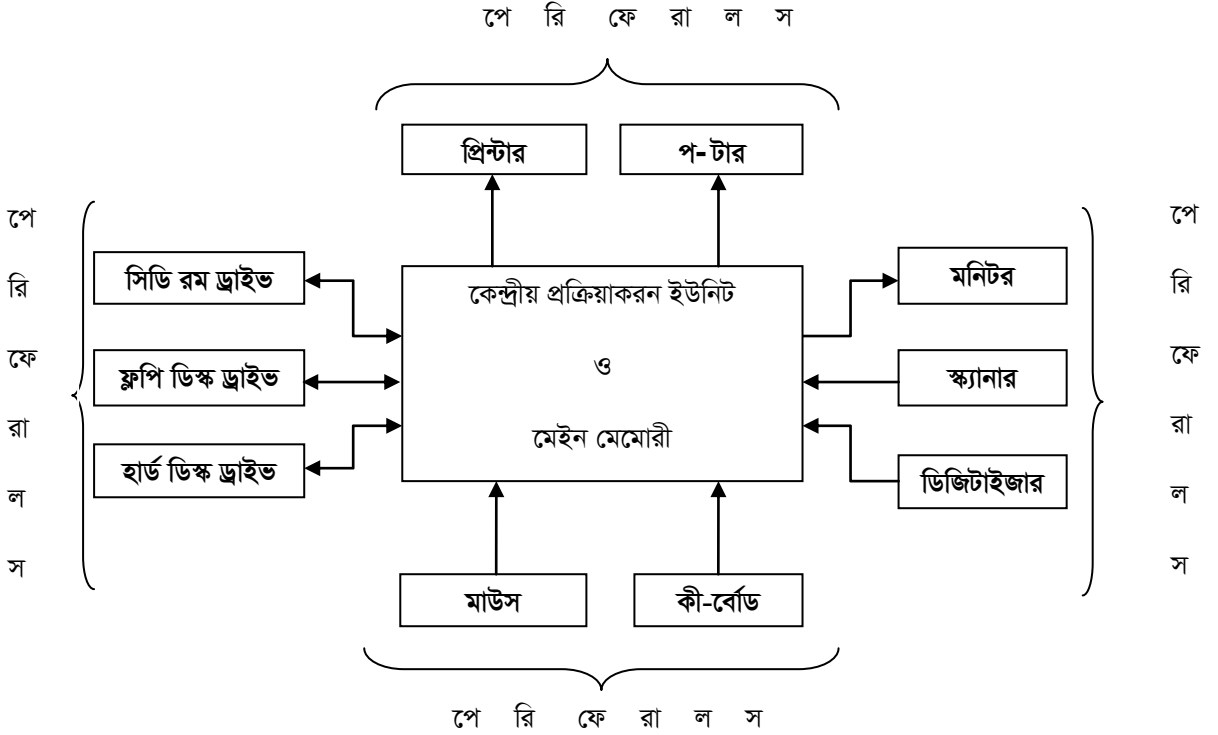 পে রি ফে রা ল স
প্রিন্টার
প-টার
পে
রি
ফে
রা
ল
স
সিডি রম ড্রাইভ
ফ্লপি ডিস্ক ড্রাইভ
হার্ড ডিস্ক ড্রাইভ
কেন্দ্রীয় প্রক্রিয়াকরন ইউনিট
ও
মেইন মেমোরী
মনিটর
স্ক্যানার
ডিজিটাইজার
পে
রি
ফে
রা
ল
স
মাউস
কী-র্বোড
পে রি ফে রা ল স